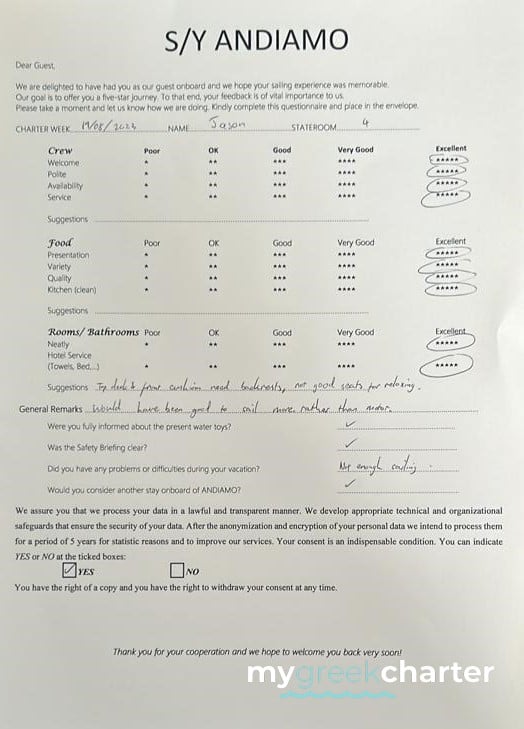 S/Y ANDIAMO
Dear Guest,
We are delighted to have had you as our guest onboard and we hope your sailing experience was memorable.
Our goal is to offer you a five-star journey. To that end, your feedback is of vital importance to us.
Please take a moment and let us know how we are doing. Kindly complete this questionnaire and place in the envelope.
CHARTER WEEK 19/08/2024 NAME Jason STATEROOM 4
Crew Poor OK Good Very Good Excellent
Welcome * ** *** **** *****
Polite * ** *** **** *****
Availability * ** *** **** *****
Service * ** *** **** *****
Suggestions
Food Poor OK Good Very Good Excellent
Presentation * ** *** **** *****
Variety * ** *** **** *****
Quality * ** *** **** *****
Kitchen (clean) * ** *** **** *****
Suggestions
Rooms/ Bathrooms Poor OK Good Very Good Excellent
Neatly * ** *** **** *****
Hotel Service
(Towels, Bed,...) * ** *** **** *****
Suggestions Top deck & front cushion need backrests, not good seats for relaxing.
General Remarks Would have been good to sail more rather than motor.
Were you fully informed about the present water toys? ✓
Was the Safety Briefing clear? ✓
Did you have any problems or difficulties during your vacation? Not enough sailing.
Would you consider another stay onboard of ANDIAMO? ✓
We assure you that we process your data in a lawful and transparent manner. We develop appropriate technical and organizational
safeguards that ensure the security of your data. After the anonymization and encryption of your personal data we intend to process them
for a period of 5 years for statistic reasons and to improve our services. Your consent is an indispensable condition. You can indicate
YES or NO at the ticked boxes:
☑ YES ☐ NO
You have the right of a copy and you have the right to withdraw your consent at any time.
Thank you for your cooperation and we hope to welcome you back very soon!
mygreekcharter